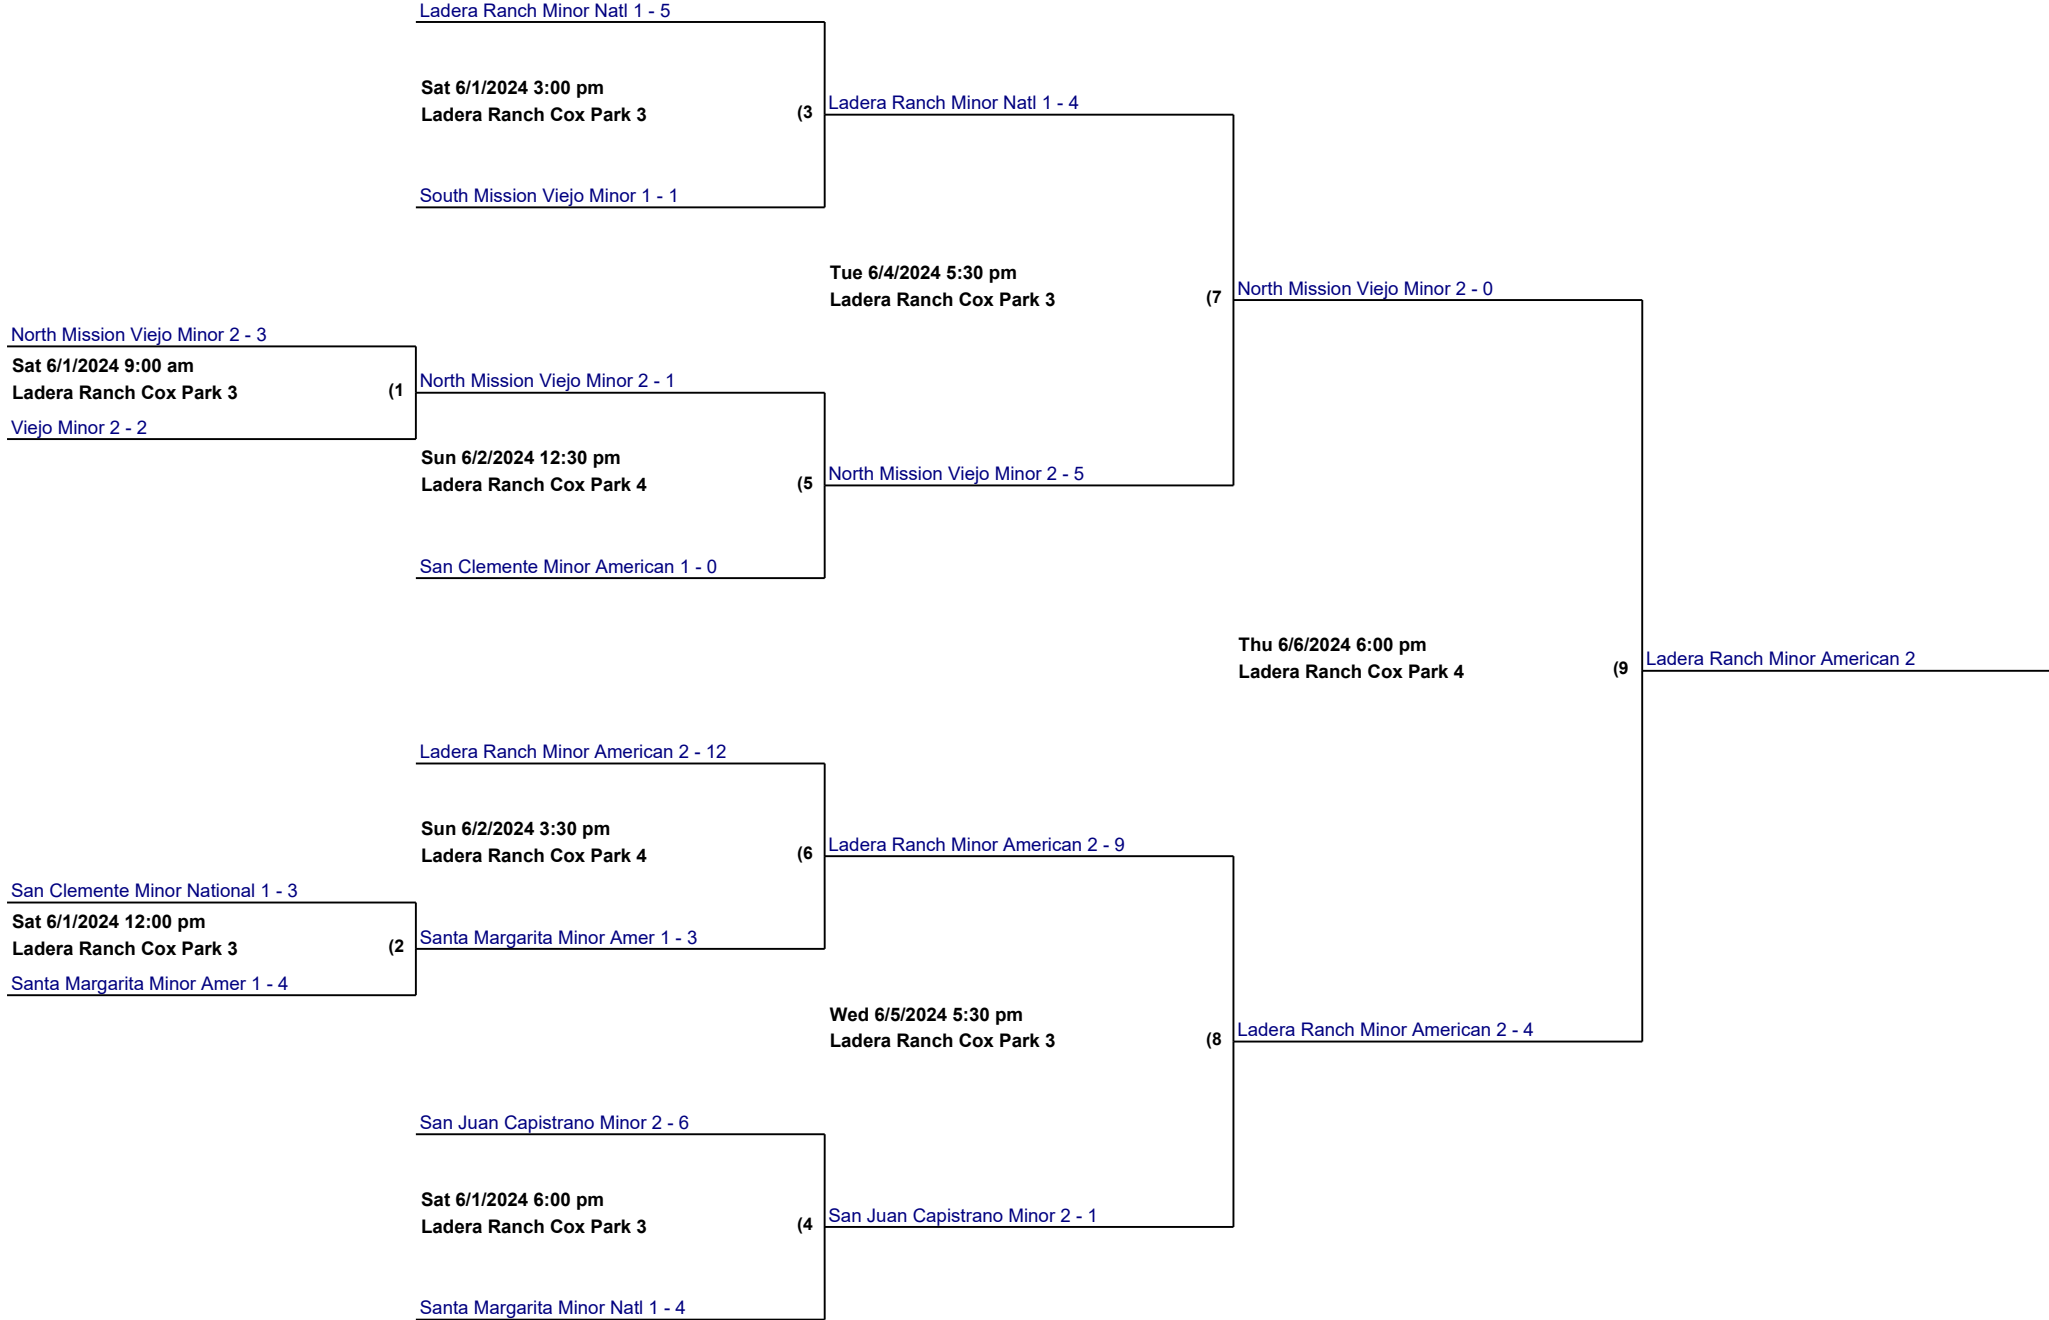 Ladera Ranch Minor Natl 1 - 5
Sat 6/1/2024 3:00 pm
Ladera Ranch Cox Park 3
(3
Ladera Ranch Minor Natl 1 - 4
South Mission Viejo Minor 1 - 1
Tue 6/4/2024 5:30 pm
Ladera Ranch Cox Park 3
(7
North Mission Viejo Minor 2 - 0
North Mission Viejo Minor 2 - 3
Sat 6/1/2024 9:00 am
Ladera Ranch Cox Park 3
(1
North Mission Viejo Minor 2 - 1
Viejo Minor 2 - 2
Sun 6/2/2024 12:30 pm
Ladera Ranch Cox Park 4
(5
North Mission Viejo Minor 2 - 5
San Clemente Minor American 1 - 0
Thu 6/6/2024 6:00 pm
Ladera Ranch Cox Park 4
(9
Ladera Ranch Minor American 2
Ladera Ranch Minor American 2 - 12
Sun 6/2/2024 3:30 pm
Ladera Ranch Cox Park 4
(6
Ladera Ranch Minor American 2 - 9
San Clemente Minor National 1 - 3
Sat 6/1/2024 12:00 pm
Ladera Ranch Cox Park 3
(2
Santa Margarita Minor Amer 1 - 3
Santa Margarita Minor Amer 1 - 4
Wed 6/5/2024 5:30 pm
Ladera Ranch Cox Park 3
(8
Ladera Ranch Minor American 2 - 4
San Juan Capistrano Minor 2 - 6
Sat 6/1/2024 6:00 pm
Ladera Ranch Cox Park 3
(4
San Juan Capistrano Minor 2 - 1
Santa Margarita Minor Natl 1 - 4